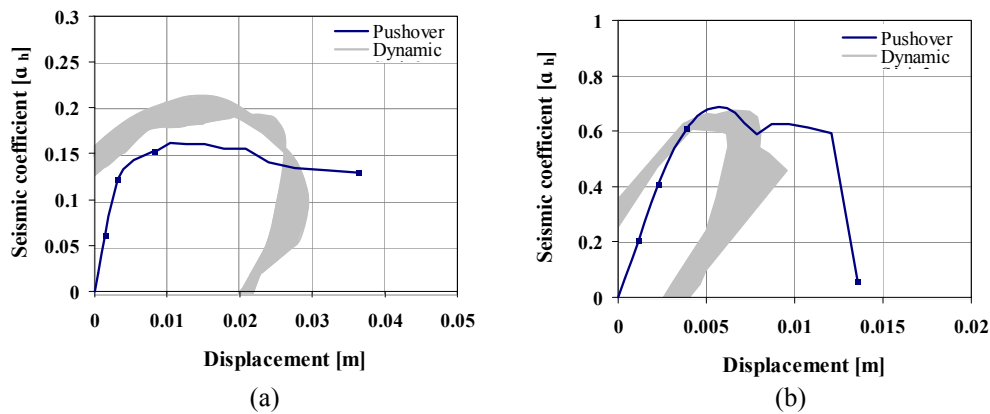 0.3
0.25
0.2
0.15
0.1
0.05
0
Seismic coefficient [α h]
Pushover
Dynamic
0 0.01 0.02 0.03 0.04 0.05
Displacement [m]
(a)
1
0.8
0.6
0.4
0.2
0
Seismic coefficient [α h]
Pushover
Dynamic
0 0.005 0.01 0.015 0.02
Displacement [m]
(b)